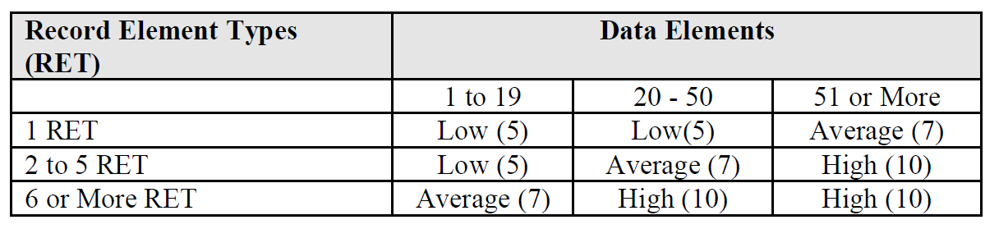 Record Element Types
(RET)
Data Elements
1 to 19
20 - 50
51 or More
1 RET
Low (5)
Low(5)
Average (7)
2 to 5 RET
Low (5)
Average (7)
High (10)
6 or More RET
Average (7)
High (10)
High (10)